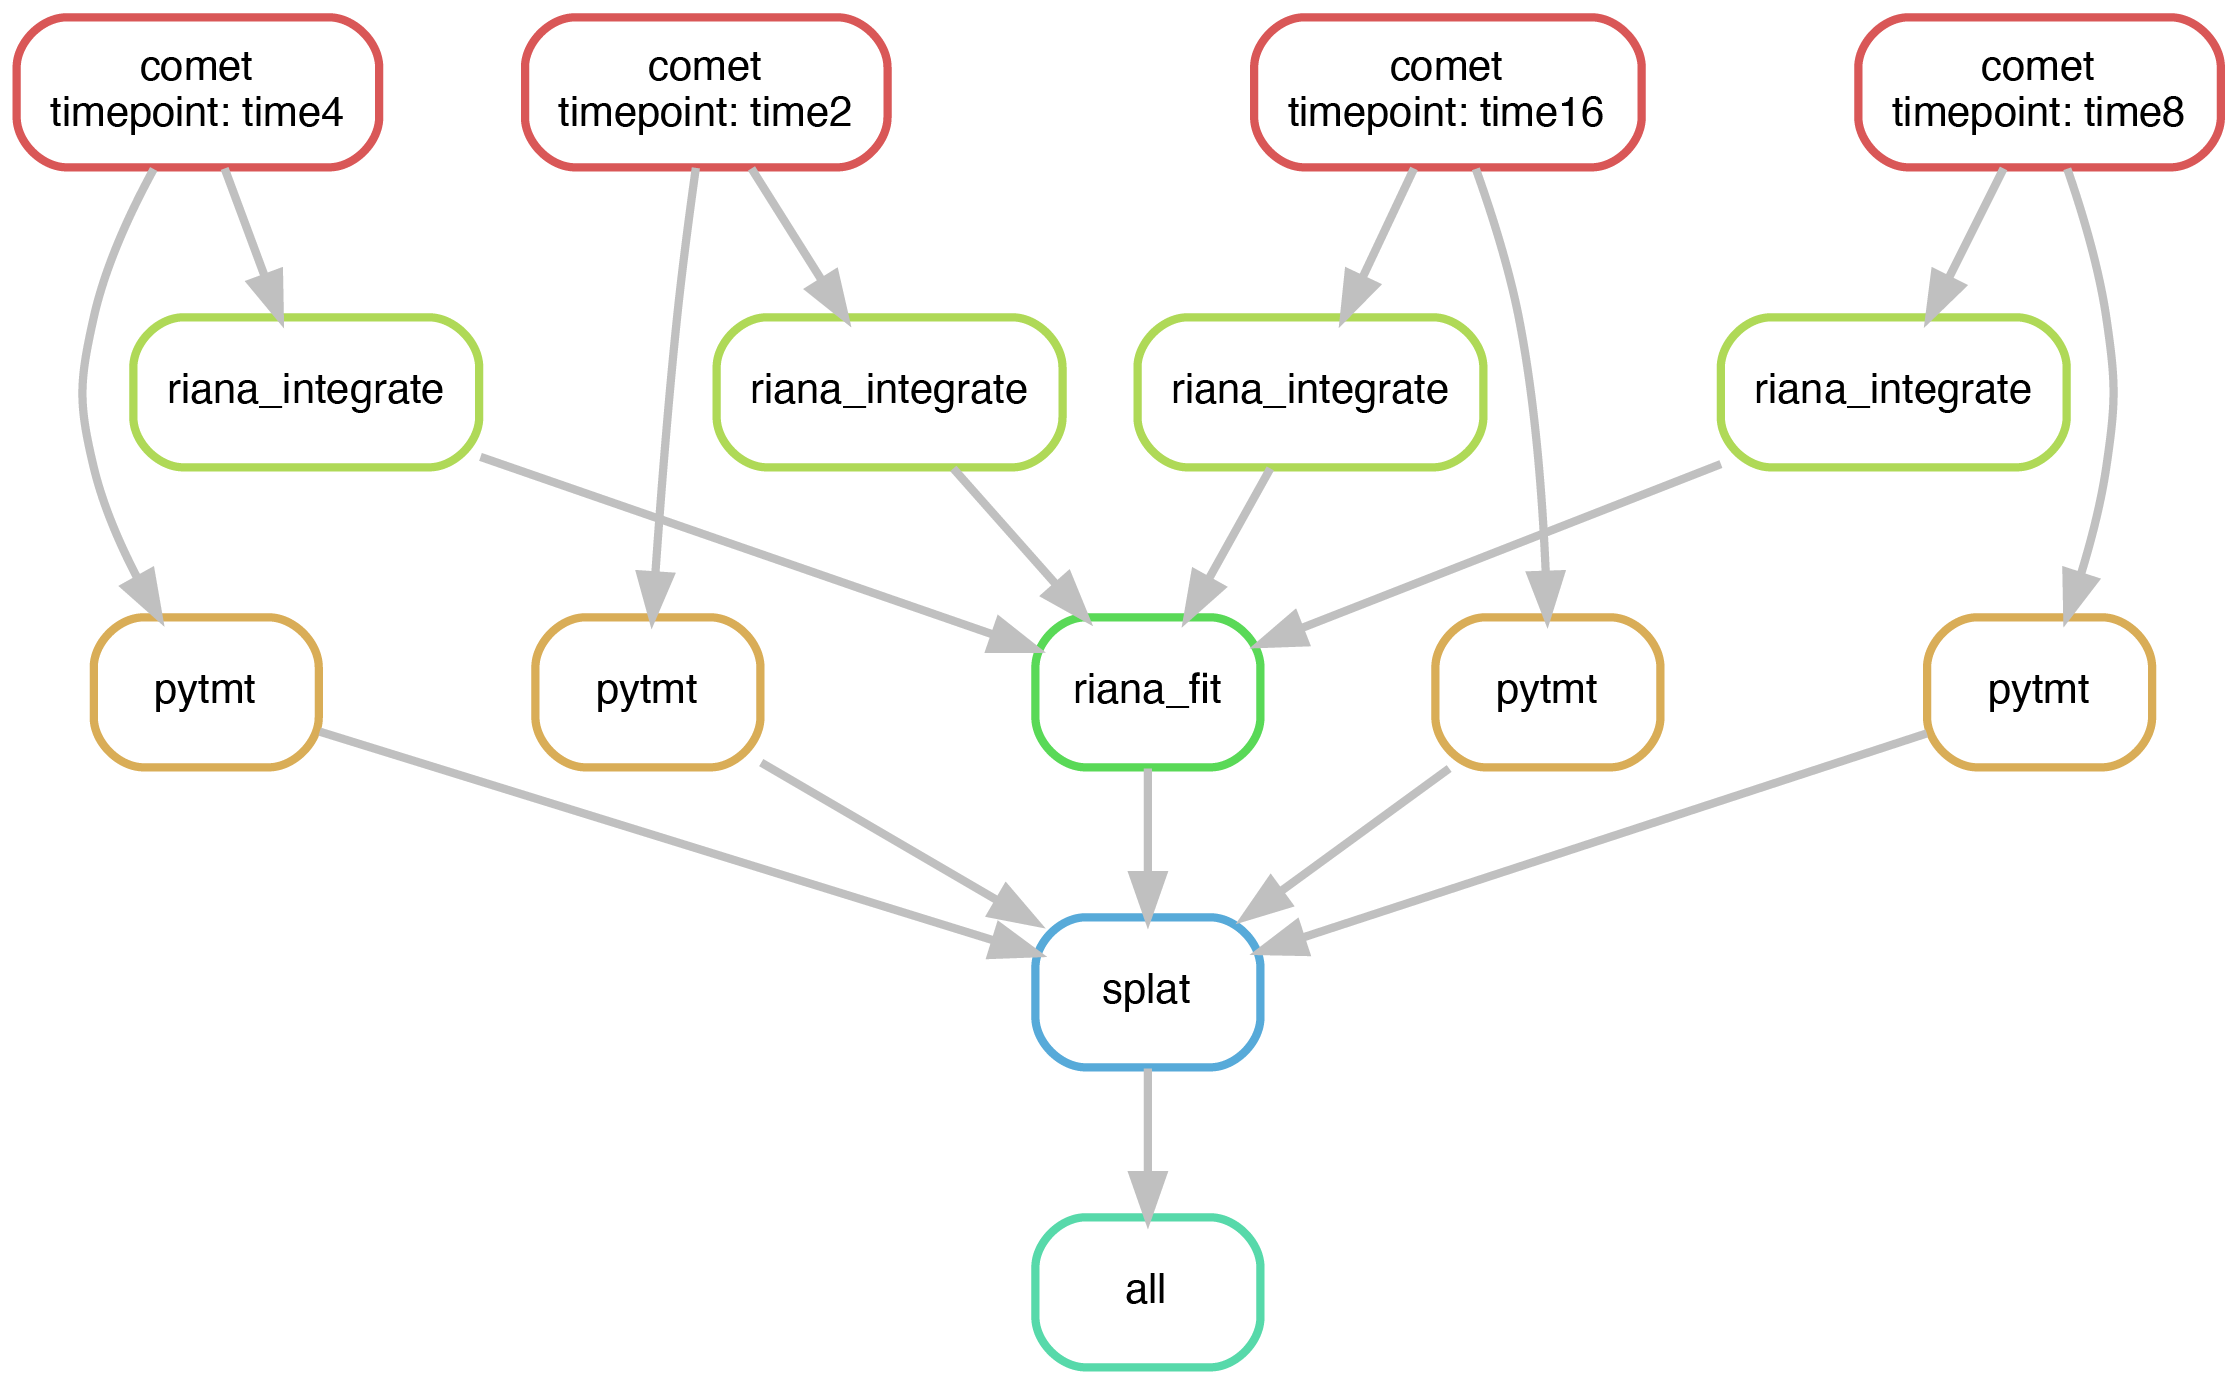 comet
timepoint: time4
comet
timepoint: time2
comet
timepoint: time16
comet
timepoint: time8
riana_integrate
riana_integrate
riana_integrate
riana_integrate
pytmt
pytmt
riana_fit
pytmt
pytmt
splat
all